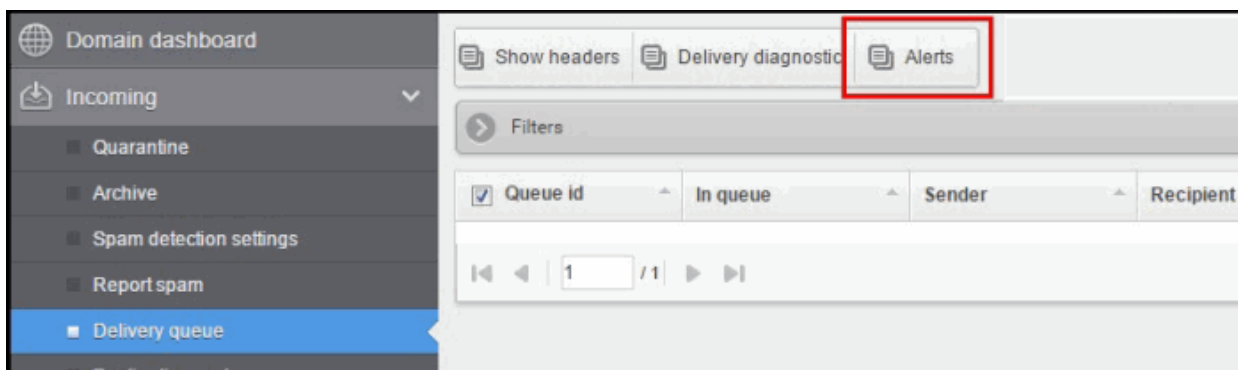 Domain dashboard
Incoming
Quarantine
Archive
Spam detection settings
Report spam
Delivery queue
Show headers Delivery diagnostic Alerts
Filters
Queue id In queue Sender Recipient
1 / 1